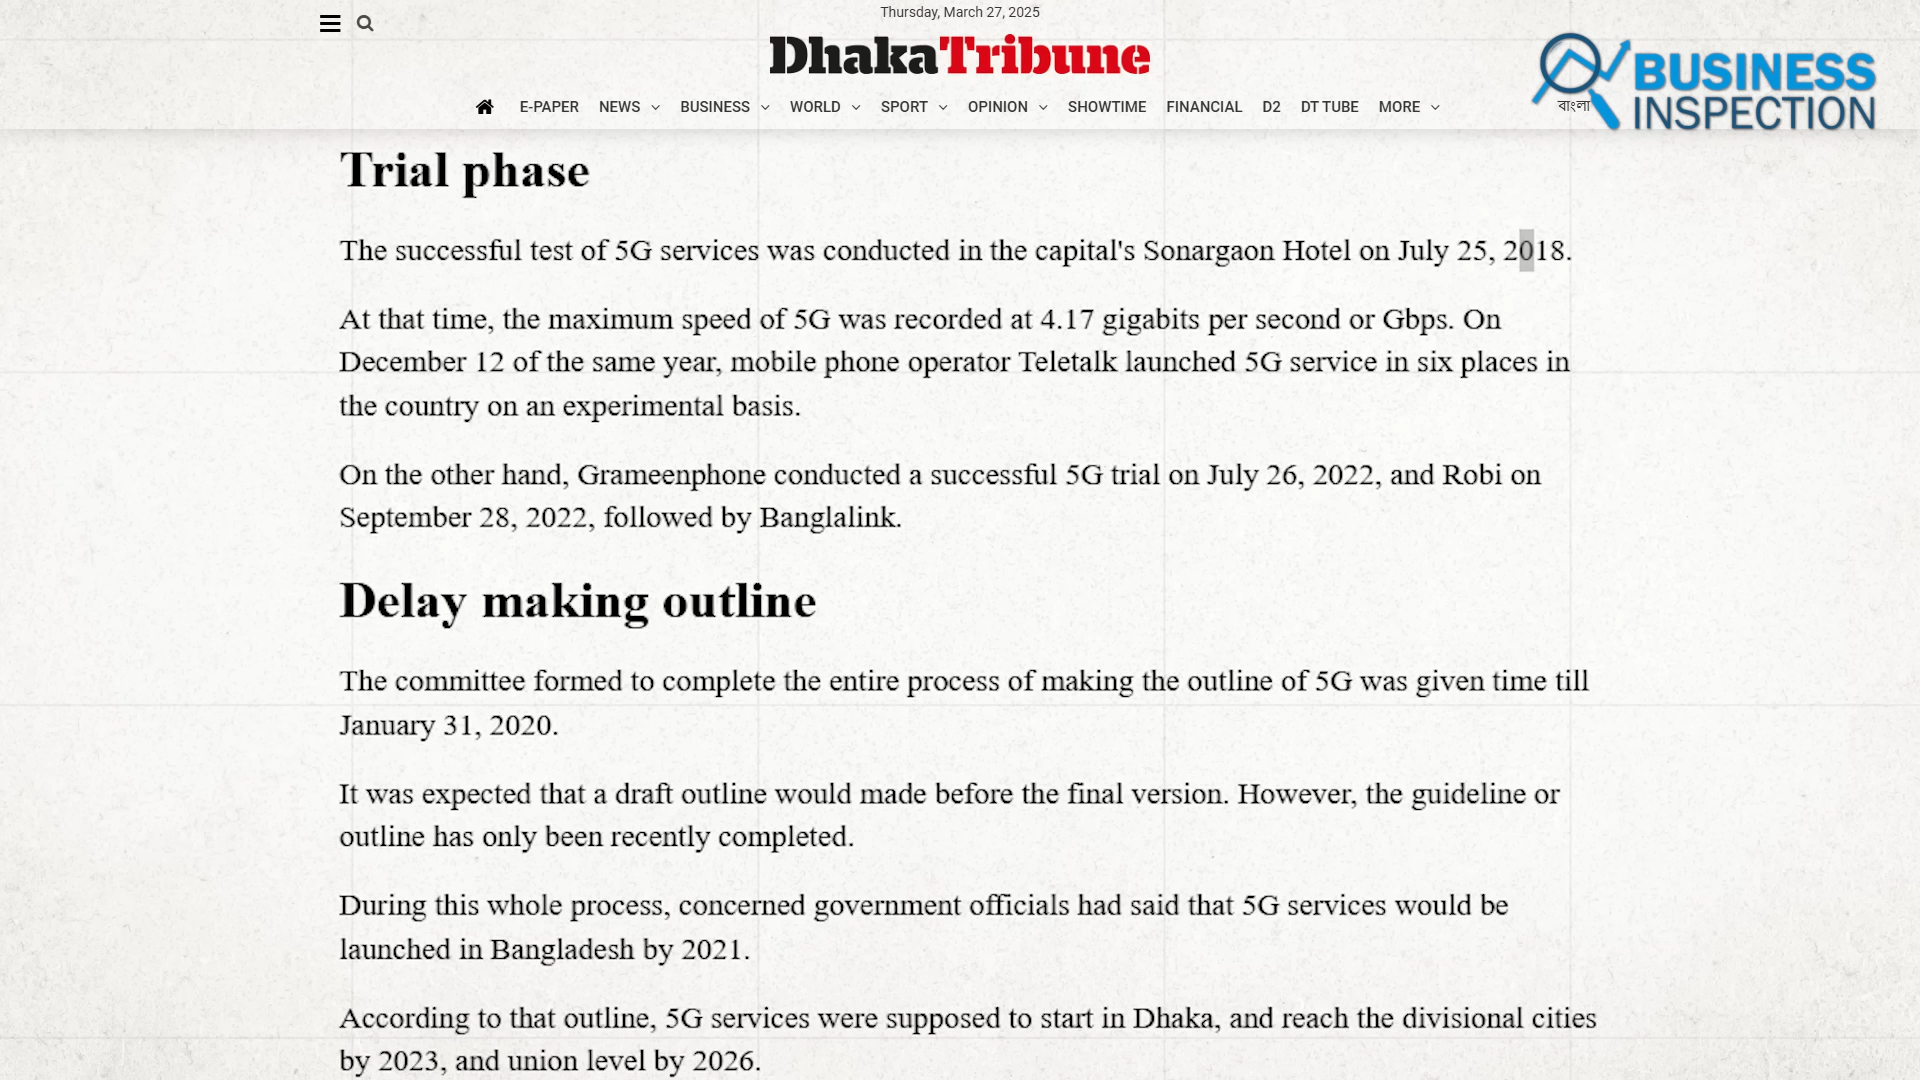 Thursday, March 27, 2025
DhakaTribune
BUSINESS
INSPECTION
E-PAPER NEWS BUSINESS WORLD SPORT OPINION SHOWTIME FINANCIAL D2 DT TUBE MORE বাংলা
Trial phase
The successful test of 5G services was conducted in the capital's Sonargaon Hotel on July 25, 2018.
At that time, the maximum speed of 5G was recorded at 4.17 gigabits per second or Gbps. On
December 12 of the same year, mobile phone operator Teletalk launched 5G service in six places in
the country on an experimental basis.
On the other hand, Grameenphone conducted a successful 5G trial on July 26, 2022, and Robi on
September 28, 2022, followed by Banglalink.
Delay making outline
The committee formed to complete the entire process of making the outline of 5G was given time till
January 31, 2020.
It was expected that a draft outline would made before the final version. However, the guideline or
outline has only been recently completed.
During this whole process, concerned government officials had said that 5G services would be
launched in Bangladesh by 2021.
According to that outline, 5G services were supposed to start in Dhaka, and reach the divisional cities
by 2023, and union level by 2026.